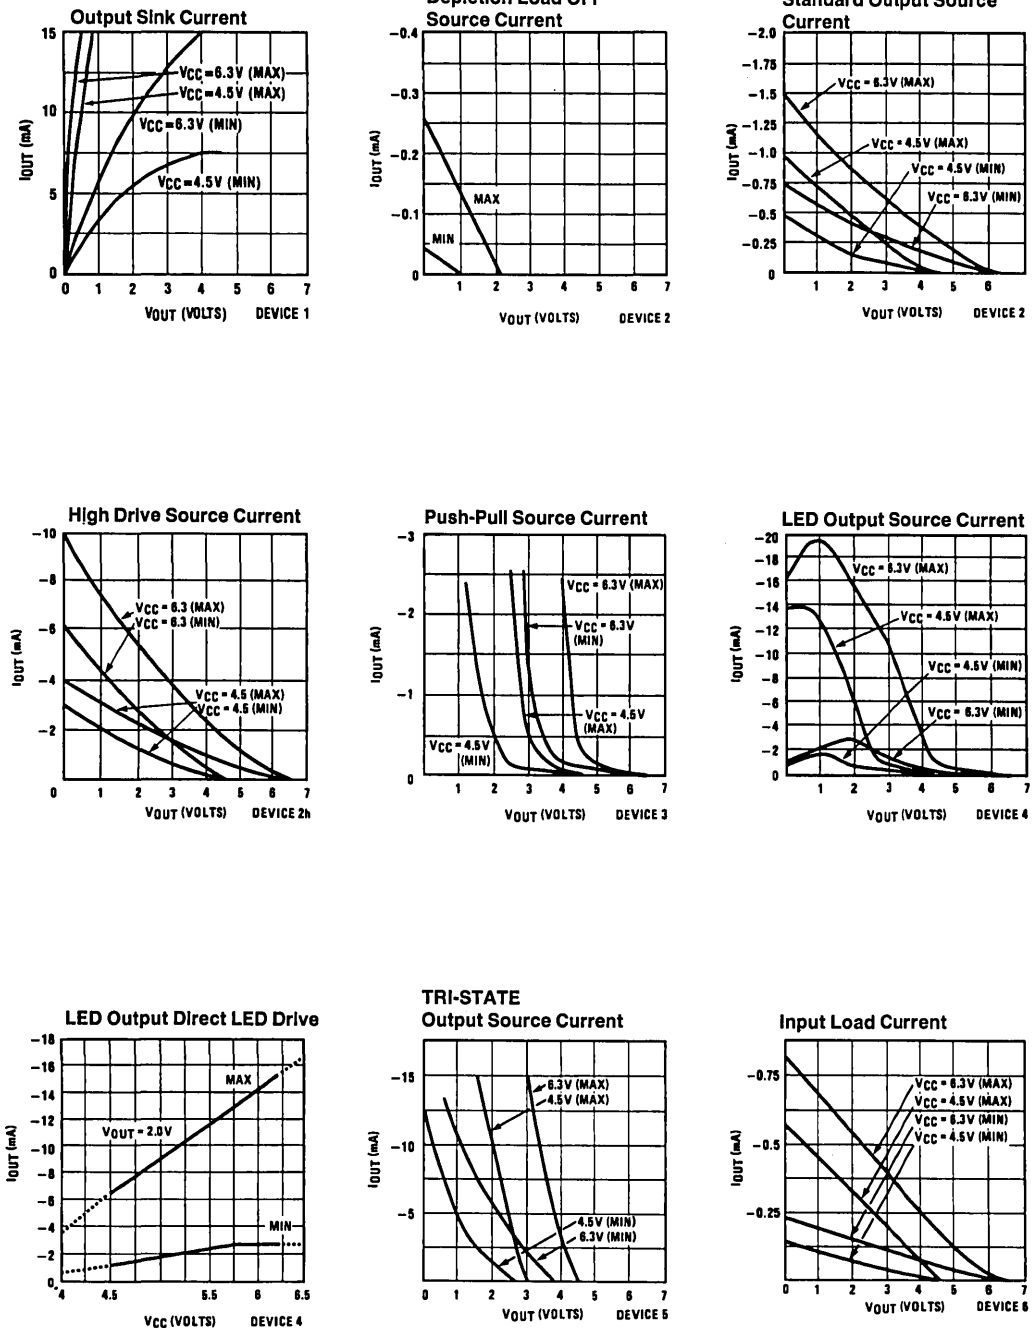 Output Sink Current
15
10
5
0
IOUT (mA)
VCC=6.3V (MAX)
VCC=4.5V (MAX)
VCC=6.3V (MIN)
VCC=4.5V (MIN)
0 1 2 3 4 5 6 7
VOUT (VOLTS) DEVICE 1
Source Current
-0.4
-0.3
-0.2
-0.1
0
IOUT (mA)
MAX
MIN
1 2 3 4 5 6 7
VOUT (VOLTS) DEVICE 2
Standard Output Source
Current
-2.0
-1.75
-1.5
-1.25
-1.0
-0.75
-0.5
-0.25
0
IOUT (mA)
VCC = 6.3V (MAX)
VCC = 4.5V (MAX)
VCC = 4.5V (MIN)
VCC = 6.3V (MIN)
1 2 3 4 5 6 7
VOUT (VOLTS) DEVICE 2
High Drive Source Current
-10
-8
-6
-4
-2
IOUT (mA)
VCC = 6.3 (MAX)
VCC = 6.3 (MIN)
VCC = 4.5 (MAX)
VCC = 4.5 (MIN)
0 1 2 3 4 5 6 7
VOUT (VOLTS) DEVICE 2h
Push-Pull Source Current
-3
-2
-1
0
IOUT (mA)
VCC = 6.3V (MAX)
VCC = 6.3V
(MIN)
VCC = 4.5V
(MAX)
VCC = 4.5V
(MIN)
1 2 3 4 5 6 7
VOUT (VOLTS) DEVICE 3
LED Output Source Current
-20
-18
-16
-14
-12
-10
-8
-6
-4
-2
0
IOUT (mA)
VCC = 6.3V (MAX)
VCC = 4.5V (MAX)
VCC = 4.5V (MIN)
VCC = 6.3V (MIN)
1 2 3 4 5 6 7
VOUT (VOLTS) DEVICE 4
LED Output Direct LED Drive
-18
-16
-14
-12
-10
-8
-6
-4
-2
0
IOUT (mA)
MAX
VOUT = 2.0V
MIN
4 4.5 5.5 6 6.5
VCC (VOLTS) DEVICE 4
TRI-STATE
Output Source Current
-15
-10
-5
IOUT (mA)
6.3V (MAX)
4.5V (MAX)
4.5V (MIN)
6.3V (MIN)
0 1 2 3 4 5 6 7
VOUT (VOLTS) DEVICE 5
Input Load Current
-0.75
-0.5
-0.25
IOUT (mA)
VCC = 6.3V (MAX)
VCC = 4.5V (MAX)
VCC = 6.3V (MIN)
VCC = 4.5V (MIN)
0 1 2 3 4 5 6 7
VOUT (VOLTS) DEVICE 6